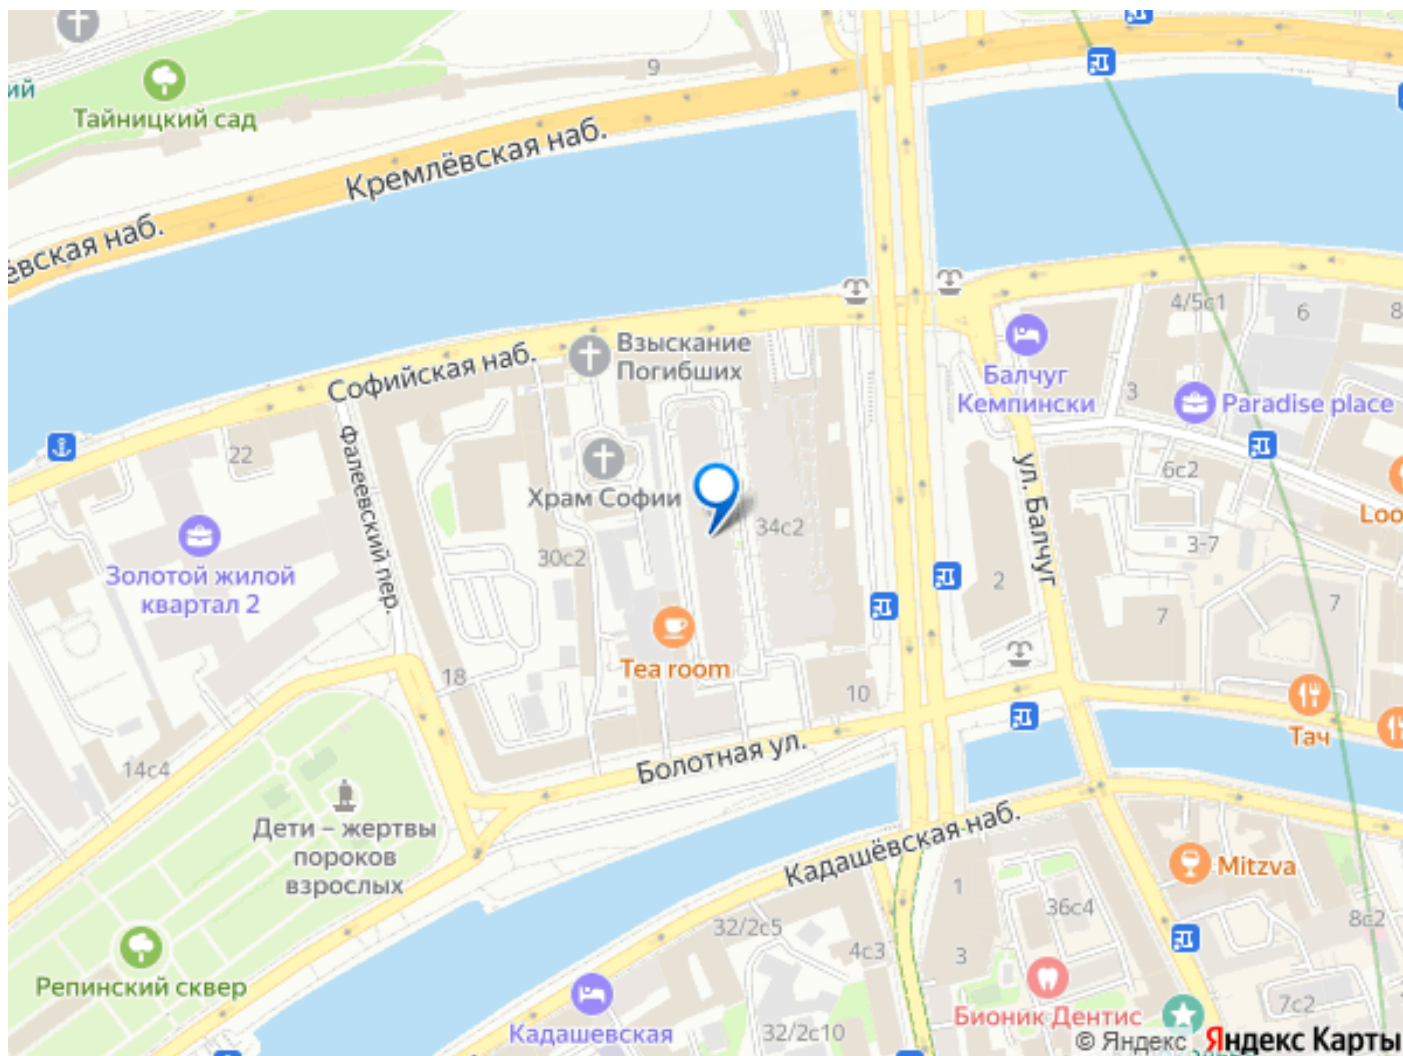 9
ий
Тайницкий сад
Кремлёвская наб.
ёвская наб.
4/5с1
6
8
Взыскание
Погибших
Софийская наб.
Балчуг
Кемпински
3
Paradise place
22
Фалеевский пер.
Храм Софии
ул. Балчуг
6с2
Loo
34с2
3-7
30с2
Золотой жилой
квартал 2
2
7
7
Tea room
18
10
Тач
Болотная ул.
14с4
Дети – жертвы
пороков
взрослых
Кадашёвская наб.
Mitzva
1
36с4
8с2
32/2с5
4с3
3
Репинский сквер
7с2
Бионик Дентис
Кадашевская
32/2с10
© Яндекс Яндекс Карты